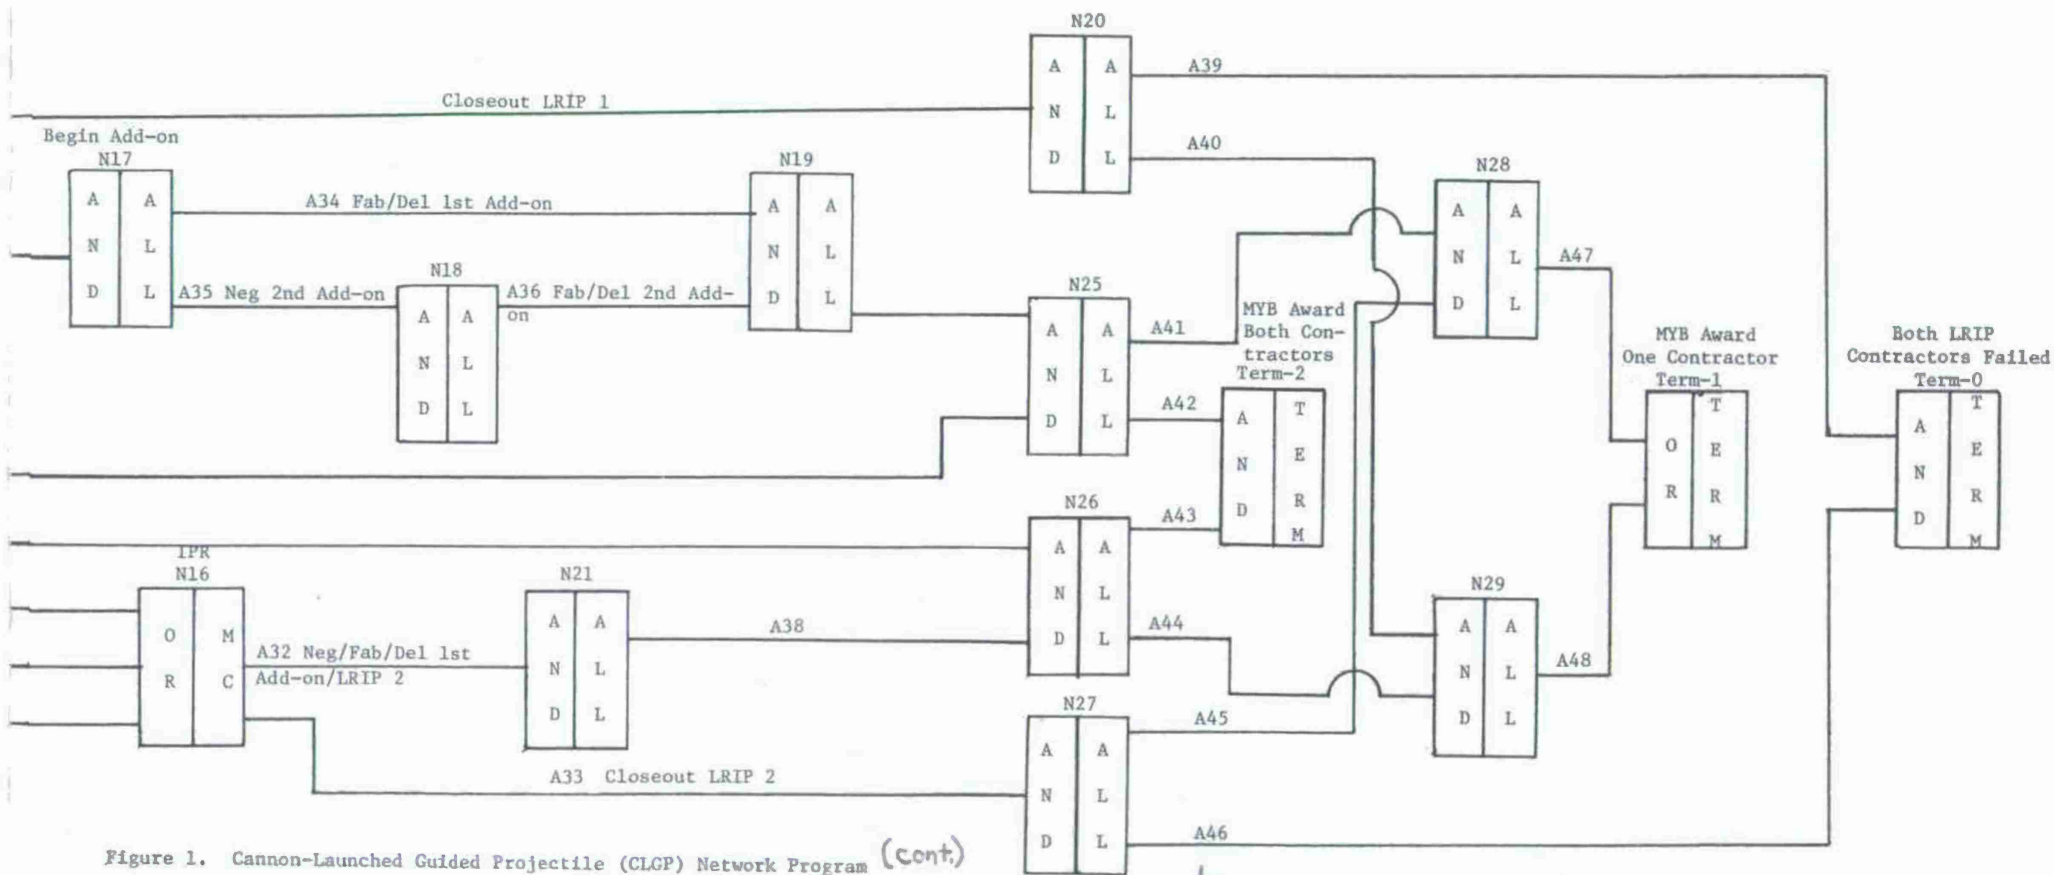 N20
A N D
A L L
A39
A40
Closeout LRIP 1
Begin Add-on
N17
A N D
A L L
A34 Fab/Del 1st Add-on
A35 Neg 2nd Add-on
N18
A N D
A L L
A36 Fab/Del 2nd Add-
on
N19
A N D
A L L
N25
A N D
A L L
A41
A42
MYB Award
Both Con-
tractors
Term-2
A N D
T E R M
N28
A N D
A L L
A47
MYB Award
One Contractor
Term-1
O R
T E R M
Both LRIP
Contractors Failed
Term-0
A N D
T E R M
IPR
N16
O R
M C
A32 Neg/Fab/Del 1st
Add-on/LRIP 2
N21
A N D
A L L
A38
N26
A N D
A L L
A43
A44
N29
A N D
A L L
A48
A33 Closeout LRIP 2
N27
A N D
A L L
A45
A46
Figure 1. Cannon-Launched Guided Projectile (CLGP) Network Program (cont.)